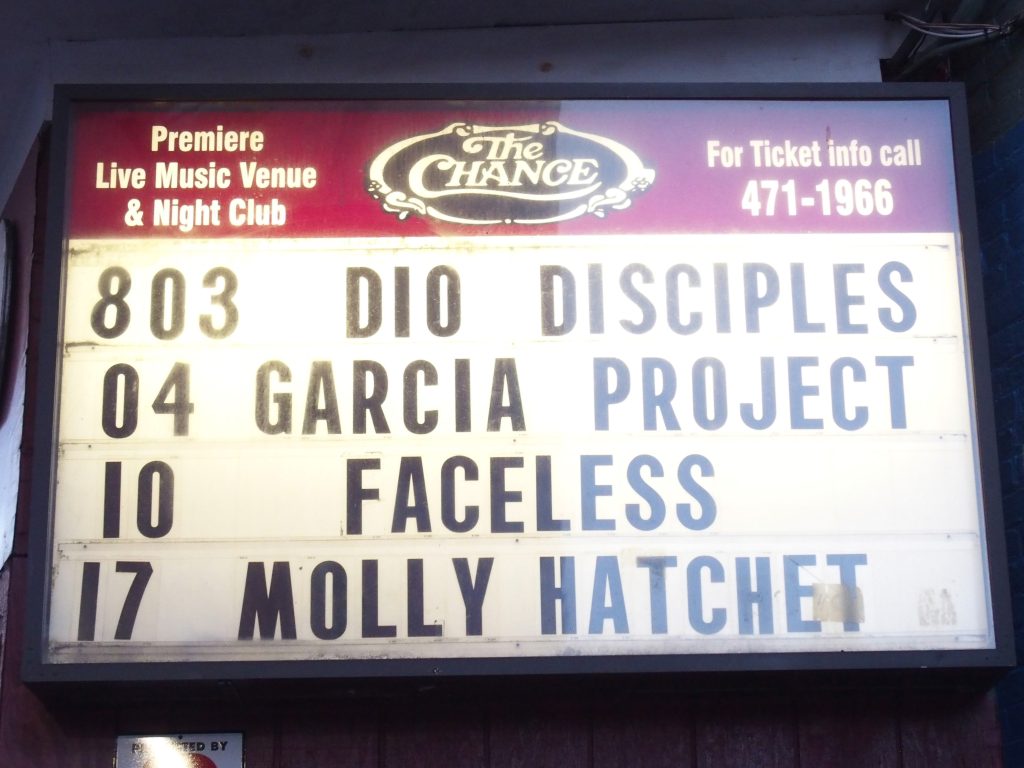 Premiere
Live Music Venue
& Night Club
The
CHANCE
For Ticket info call
471-1966
803 DIO DISCIPLES
04 GARCIA PROJECT
10 FACELESS
17 MOLLY HATCHET
BY